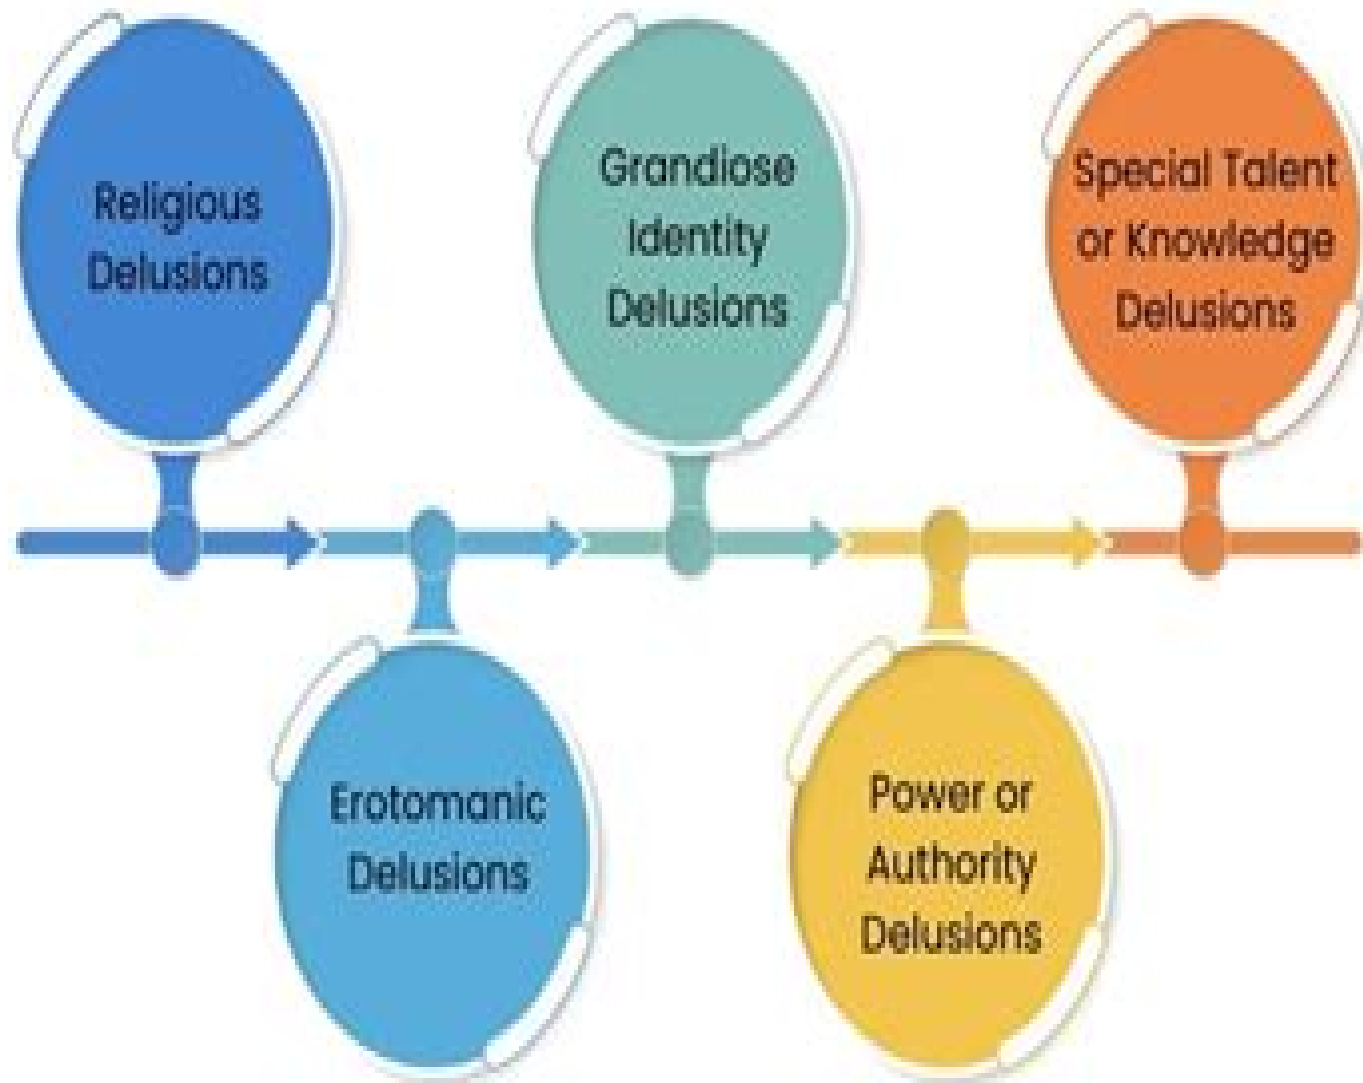 Religious
Delusions
Erotomanic
Delusions
Grandiose
Identity
Delusions
Power or
Authority
Delusions
Special Talent
or Knowledge
Delusions